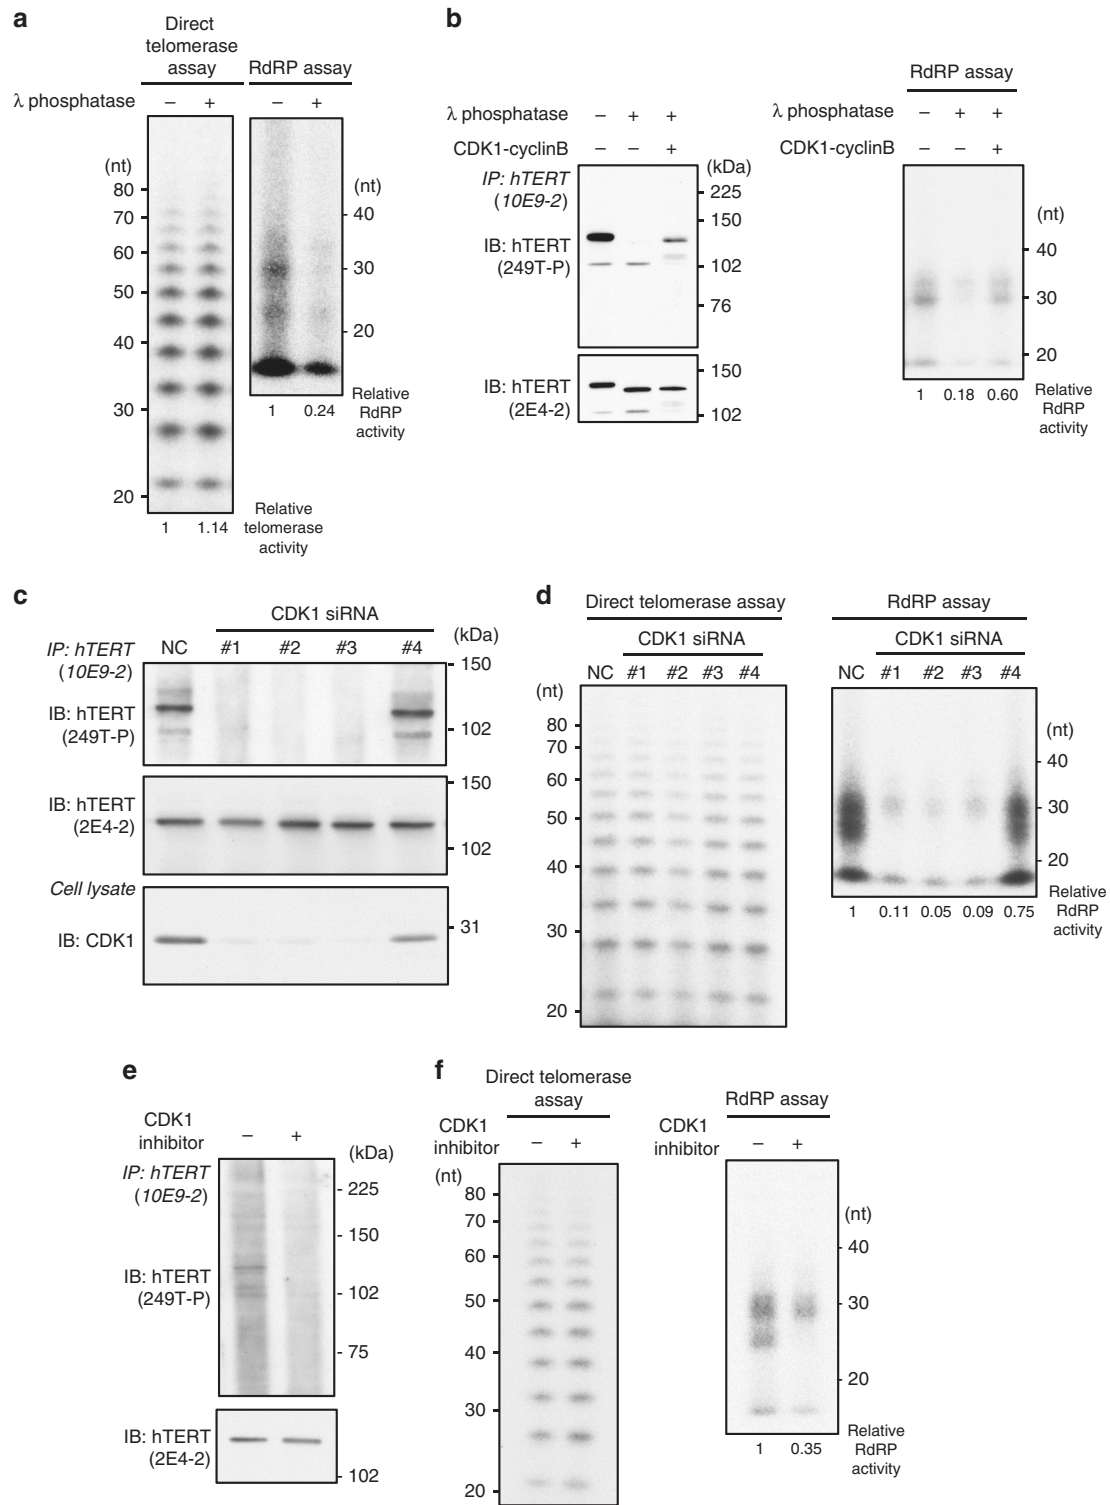 a
Direct
telomerase
assay
RdRP assay
λ phosphatase – + – +
(nt)
80
70
60
50
40
30
20
(nt)
40
30
20
1 0.24
Relative
RdRP
activity
1 1.14
Relative
telomerase
activity
b
λ phosphatase – + +
CDK1-cyclinB – – +
IP: hTERT
(10E9-2)
IB: hTERT
(249T-P)
(kDa)
225
150
102
76
IB: hTERT
(2E4-2)
150
102
RdRP assay
λ phosphatase – + +
CDK1-cyclinB – – +
(nt)
40
30
20
1 0.18 0.60
Relative
RdRP
activity
c
CDK1 siRNA
NC #1 #2 #3 #4
(kDa)
IP: hTERT
(10E9-2)
IB: hTERT
(249T-P)
150
102
IB: hTERT
(2E4-2)
150
102
Cell lysate
IB: CDK1
31
d
Direct telomerase assay
CDK1 siRNA
NC #1 #2 #3 #4
(nt)
80
70
60
50
40
30
20
RdRP assay
CDK1 siRNA
NC #1 #2 #3 #4
(nt)
40
30
20
1 0.11 0.05 0.09 0.75
Relative
RdRP
activity
e
CDK1
inhibitor – +
(kDa)
IP: hTERT
(10E9-2)
IB: hTERT
(249T-P)
225
150
102
75
IB: hTERT
(2E4-2)
102
f
Direct telomerase
assay
CDK1
inhibitor – +
(nt)
80
70
60
50
40
30
20
RdRP assay
CDK1
inhibitor – +
(nt)
40
30
20
1 0.35
Relative
RdRP
activity